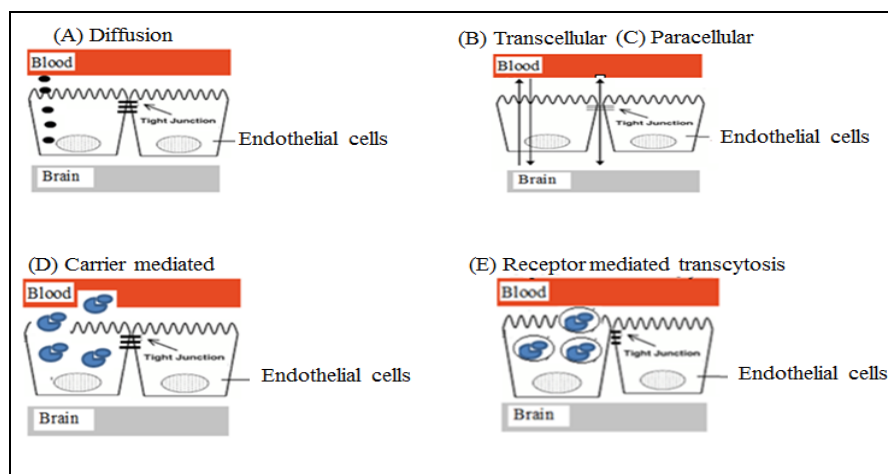 (A) Diffusion
Blood
Tight Junction
Endothelial cells
Brain
(B) Transcellular (C) Paracellular
Blood
Tight Junction
Endothelial cells
Brain
(D) Carrier mediated
Blood
Tight Junction
Endothelial cells
Brain
(E) Receptor mediated transcytosis
Blood
Tight Junction
Endothelial cells
Brain